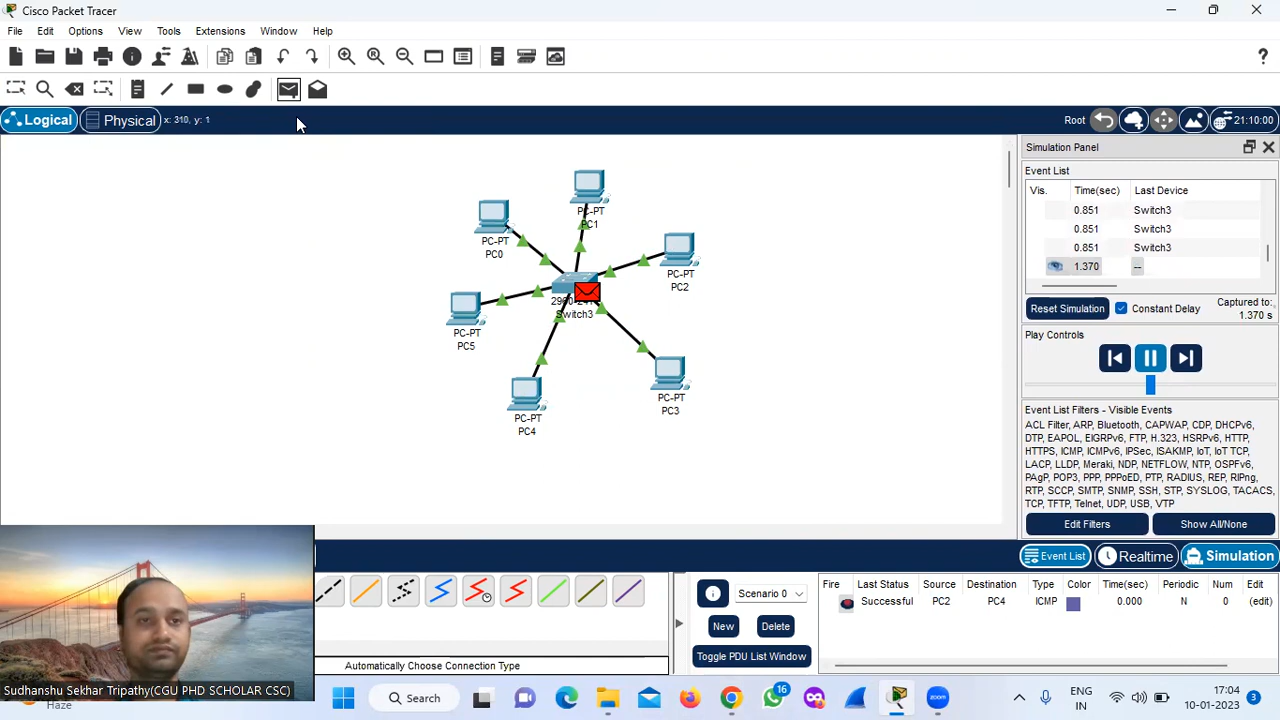 Cisco Packet Tracer
File Edit Options View Tools Extensions Window Help
Logical Physical x: 310, y: 1 Root 21:10:00
Simulation Panel
Event List
Vis. Time(sec) Last Device
0.851 Switch3
0.851 Switch3
0.851 Switch3
1.370 --
Reset Simulation Constant Delay Captured to:
1.370 s
Play Controls
Event List Filters - Visible Events
ACL Filter, ARP, Bluetooth, CAPWAP, CDP, DHCPv6,
DTP, EAPOL, EIGRPv6, FTP, H.323, HSRPv6, HTTP,
HTTPS, ICMP, ICMPv6, IPSec, ISAKMP, IoT, IoT TCP,
LACP, LLDP, Meraki, NDP, NETFLOW, NTP, OSPFv6,
PAgP, POP3, PPP, PPPoED, PTP, RADIUS, REP, RIPng,
RTP, SCCP, SMTP, SNMP, SSH, STP, SYSLOG, TACACS,
TCP, TFTP, Telnet, UDP, USB, VTP
Edit Filters Show All/None
Event List Realtime Simulation
PC-PT
PC1
PC-PT
PC0
PC-PT
PC2
Switch3
PC-PT
PC5
PC-PT
PC3
PC-PT
PC4
Scenario 0
New Delete
Toggle PDU List Window
Fire Last Status Source Destination Type Color Time(sec) Periodic Num Edit
Successful PC2 PC4 ICMP 0.000 N 0 (edit)
Automatically Choose Connection Type
Sudhanshu Sekhar Tripathy(CGU PHD SCHOLAR CSC)
Haze
Search
16
ENG
IN
17:04
10-01-2023
3